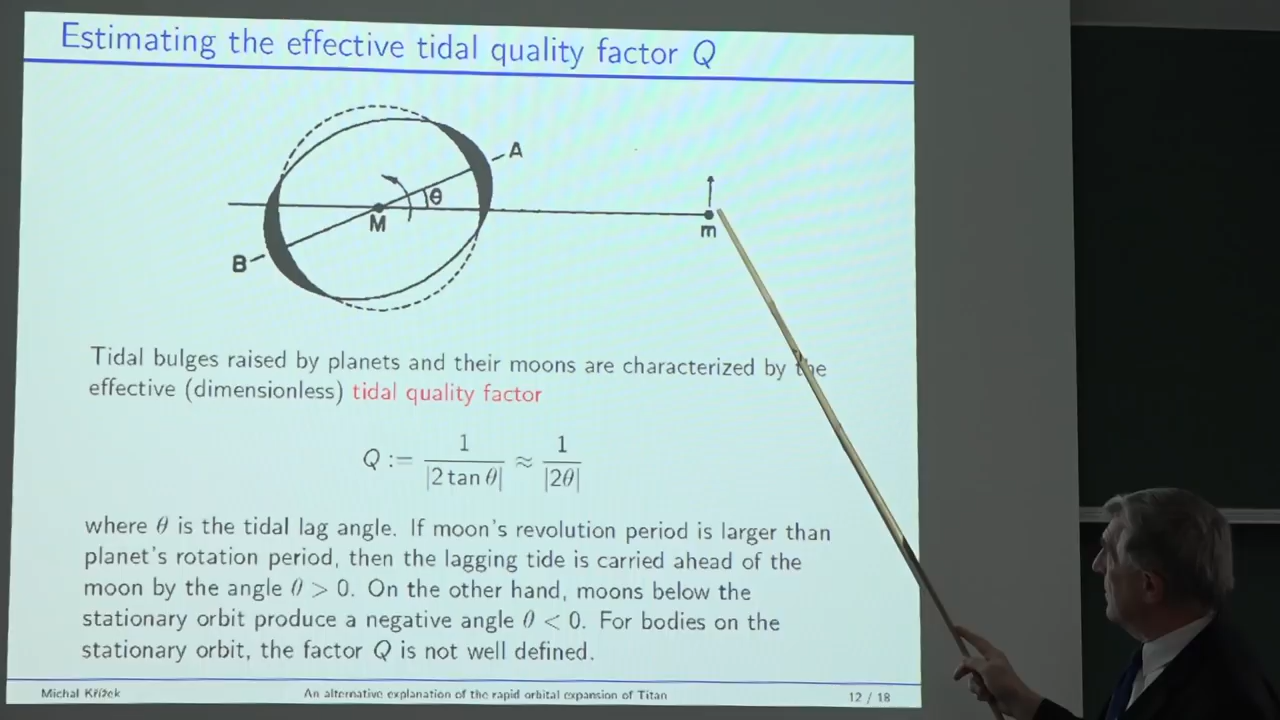 Estimating the effective tidal quality factor Q
A
θ
M
m
B
Tidal bulges raised by planets and their moons are characterized by the
effective (dimensionless) tidal quality factor
Q := 1 / |2 tan θ| ≈ 1 / |2θ|
where θ is the tidal lag angle. If moon's revolution period is larger than
planet's rotation period, then the lagging tide is carried ahead of the
moon by the angle θ > 0. On the other hand, moons below the
stationary orbit produce a negative angle θ < 0. For bodies on the
stationary orbit, the factor Q is not well defined.
Michal Křížek An alternative explanation of the rapid orbital expansion of Titan 12 / 18